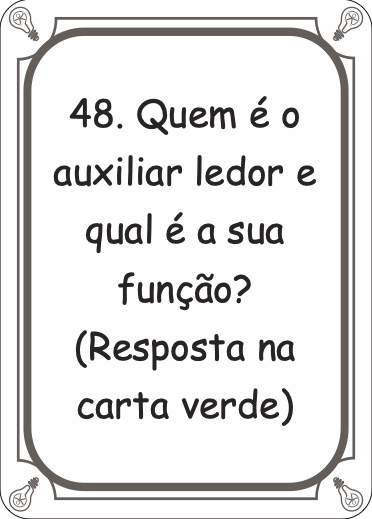 48. Quem é o
auxiliar ledor e
qual é a sua
função?
(Resposta na
carta verde)